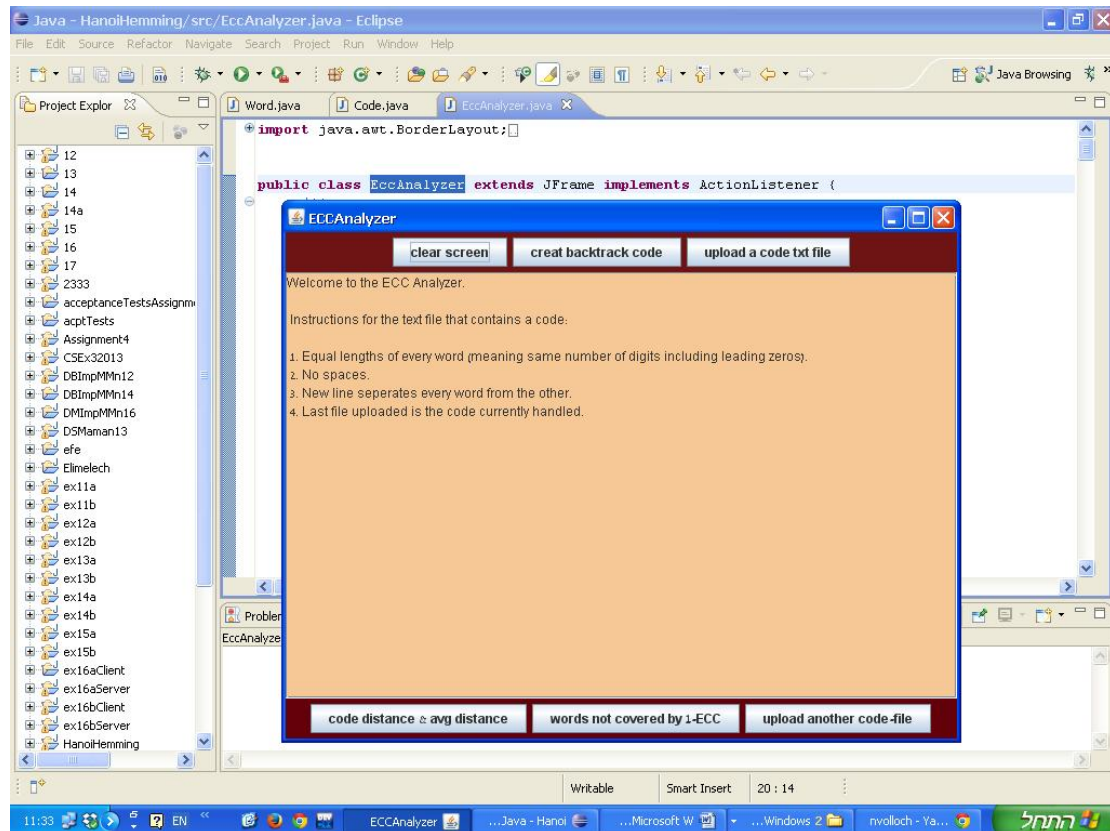 Java - HanoiHemming/src/EccAnalyzer.java - Eclipse
File Edit Source Refactor Navigate Search Project Run Window Help
Java Browsing
Project Explor
Word.java Code.java EccAnalyzer.java
import java.awt.BorderLayout;
public class EccAnalyzer extends JFrame implements ActionListener {
12
13
14
14a
15
16
17
2333
acceptanceTestsAssignm
acptTests
Assignment4
CSEx32013
DBImpMMn12
DBImpMMn14
DMImpMMn16
DSMaman13
efe
Elimelech
ex11a
ex11b
ex12a
ex12b
ex13a
ex13b
ex14a
ex14b
ex15a
ex15b
ex16aClient
ex16aServer
ex16bClient
ex16bServer
HanoiHemming
ECCAnalyzer
clear screen creat backtrack code upload a code txt file
Welcome to the ECC Analyzer.
Instructions for the text file that contains a code:
1. Equal lengths of every word (meaning same number of digits including leading zeros).
2. No spaces.
3. New line seperates every word from the other.
4. Last file uploaded is the code currently handled.
code distance & avg distance words not covered by 1-ECC upload another code-file
Problem
EccAnalyze
Writable Smart Insert 20 : 14
11:33 EN ECCAnalyzer ...Java - Hanoi ...Microsoft W ...Windows 2 nvolloch - Ya... התחל